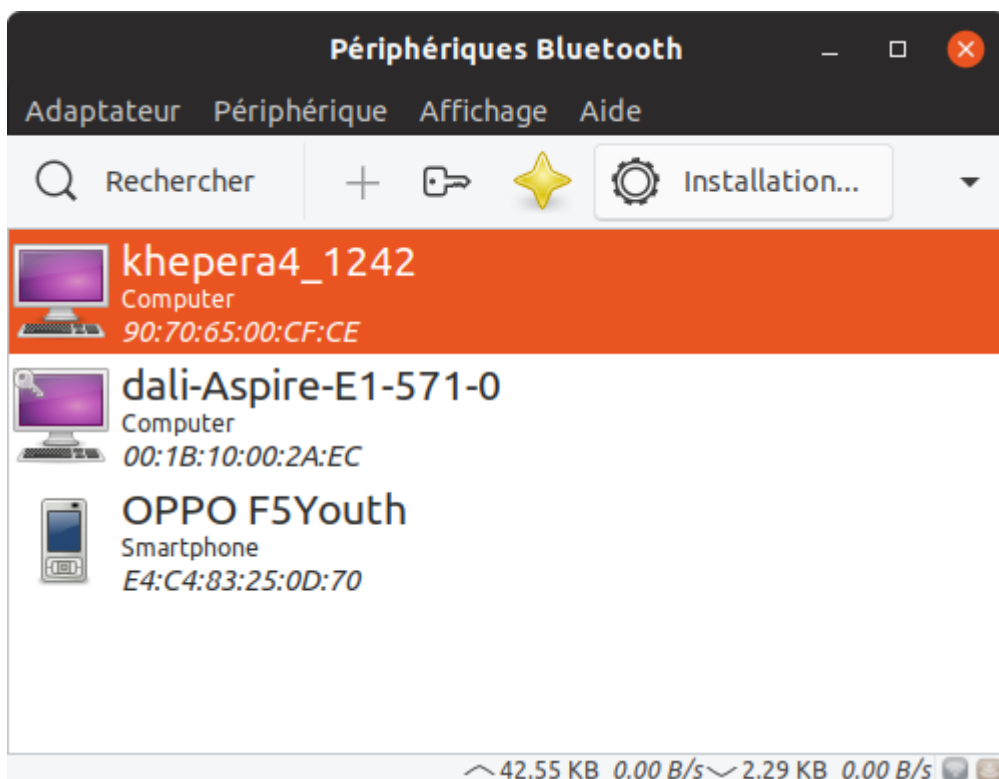 Périphériques Bluetooth
Adaptateur Périphérique Affichage Aide
Rechercher Installation...
khepera4_1242
Computer
90:70:65:00:CF:CE
dali-Aspire-E1-571-0
Computer
00:1B:10:00:2A:EC
OPPO F5Youth
Smartphone
E4:C4:83:25:0D:70
42.55 KB 0.00 B/s 2.29 KB 0.00 B/s